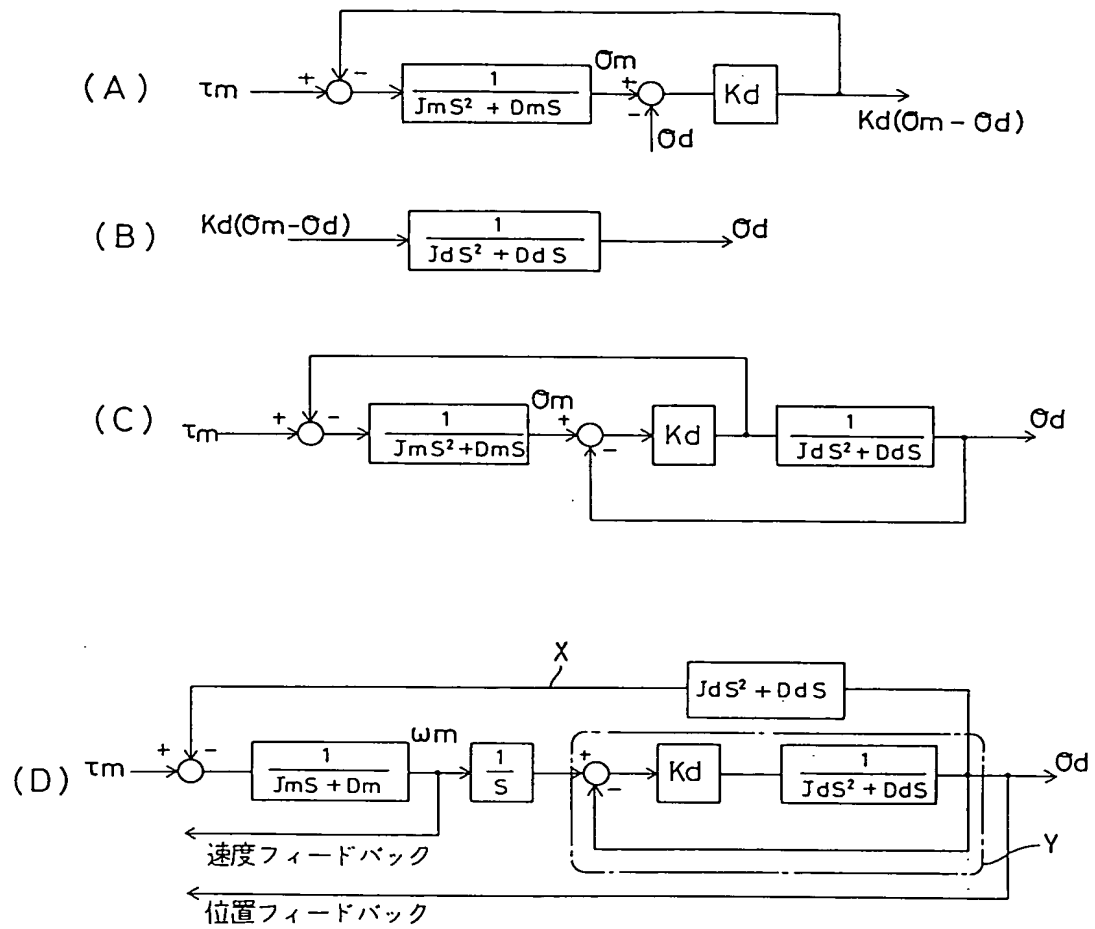 (A)
τm
+
-
1
JmS² + DmS
θm
+
-
θd
Kd
Kd(θm - θd)
(B)
Kd(θm-θd)
1
JdS² + DdS
θd
(C)
τm
+
-
1
JmS²+DmS
θm
+
-
Kd
1
JdS²+DdS
θd
(D)
X
JdS² + DdS
τm
+
-
1
JmS + Dm
ωm
1
S
+
-
Kd
1
JdS²+DdS
θd
Y
速度フィードバック
位置フィードバック